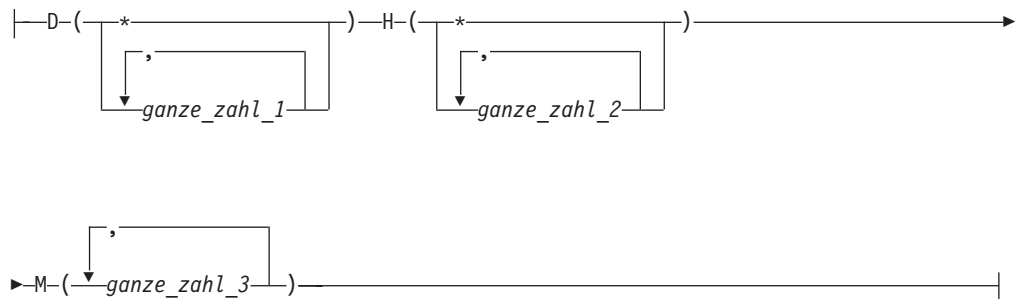 D ( * ) H ( * )
, ,
ganze_zahl_1 ganze_zahl_2
,
M ( ganze_zahl_3 )